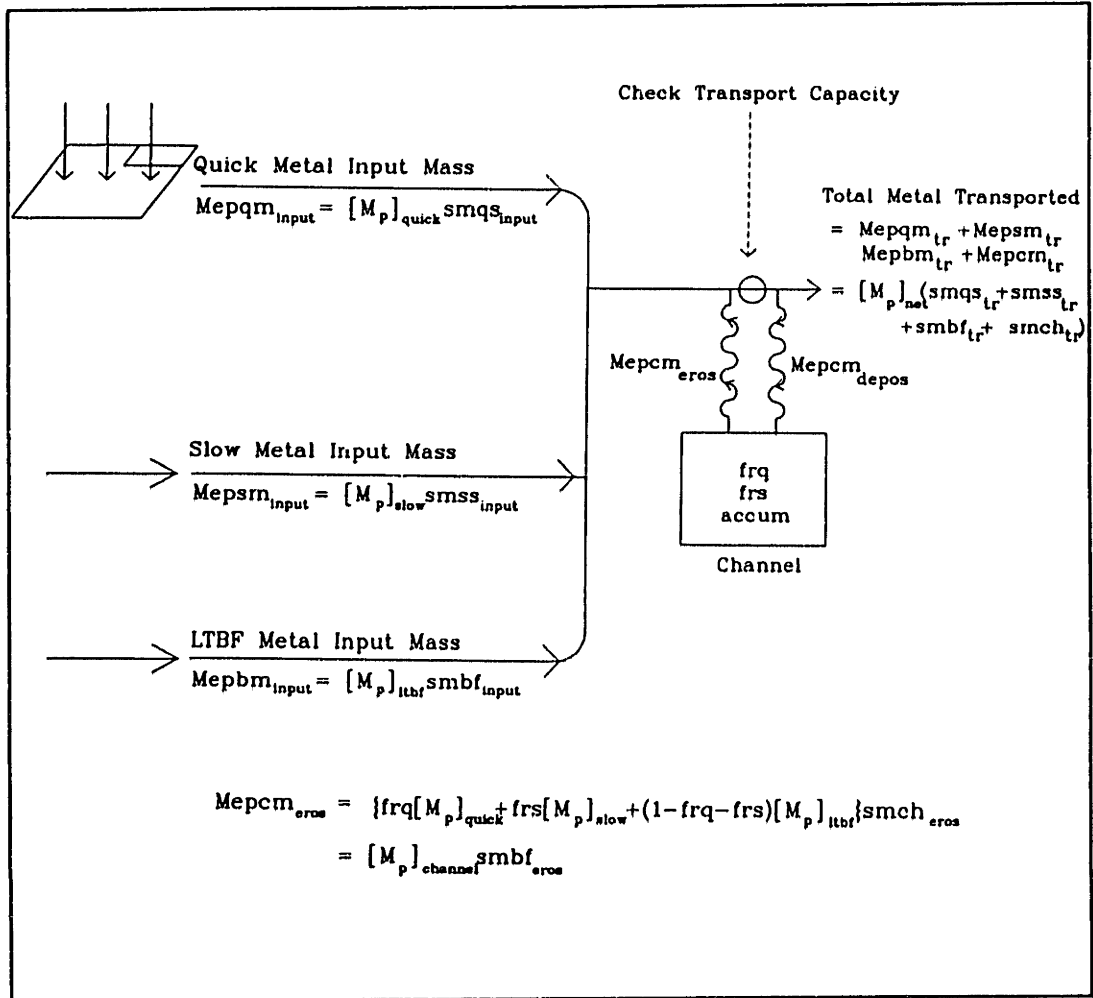 Check Transport Capacity
Quick Metal Input Mass
Mepqm_input = [M_p]_quick smqs_input
Total Metal Transported
= Mepqm_tr + Mepsm_tr
Mepbm_tr + Mepcm_tr
= [M_p]_net (smqs_tr + smss_tr
+ smbf_tr + smch_tr)
Mepcm_eros
Mepcm_depos
Slow Metal Input Mass
Mepsm_input = [M_p]_slow smss_input
frq
frs
accum
Channel
LTBF Metal Input Mass
Mepbm_input = [M_p]_ltbf smbf_input
Mepcm_eros = {frq[M_p]_quick + frs[M_p]_slow + (1-frq-frs)[M_p]_ltbf}smch_eros
= [M_p]_channel smbf_eros